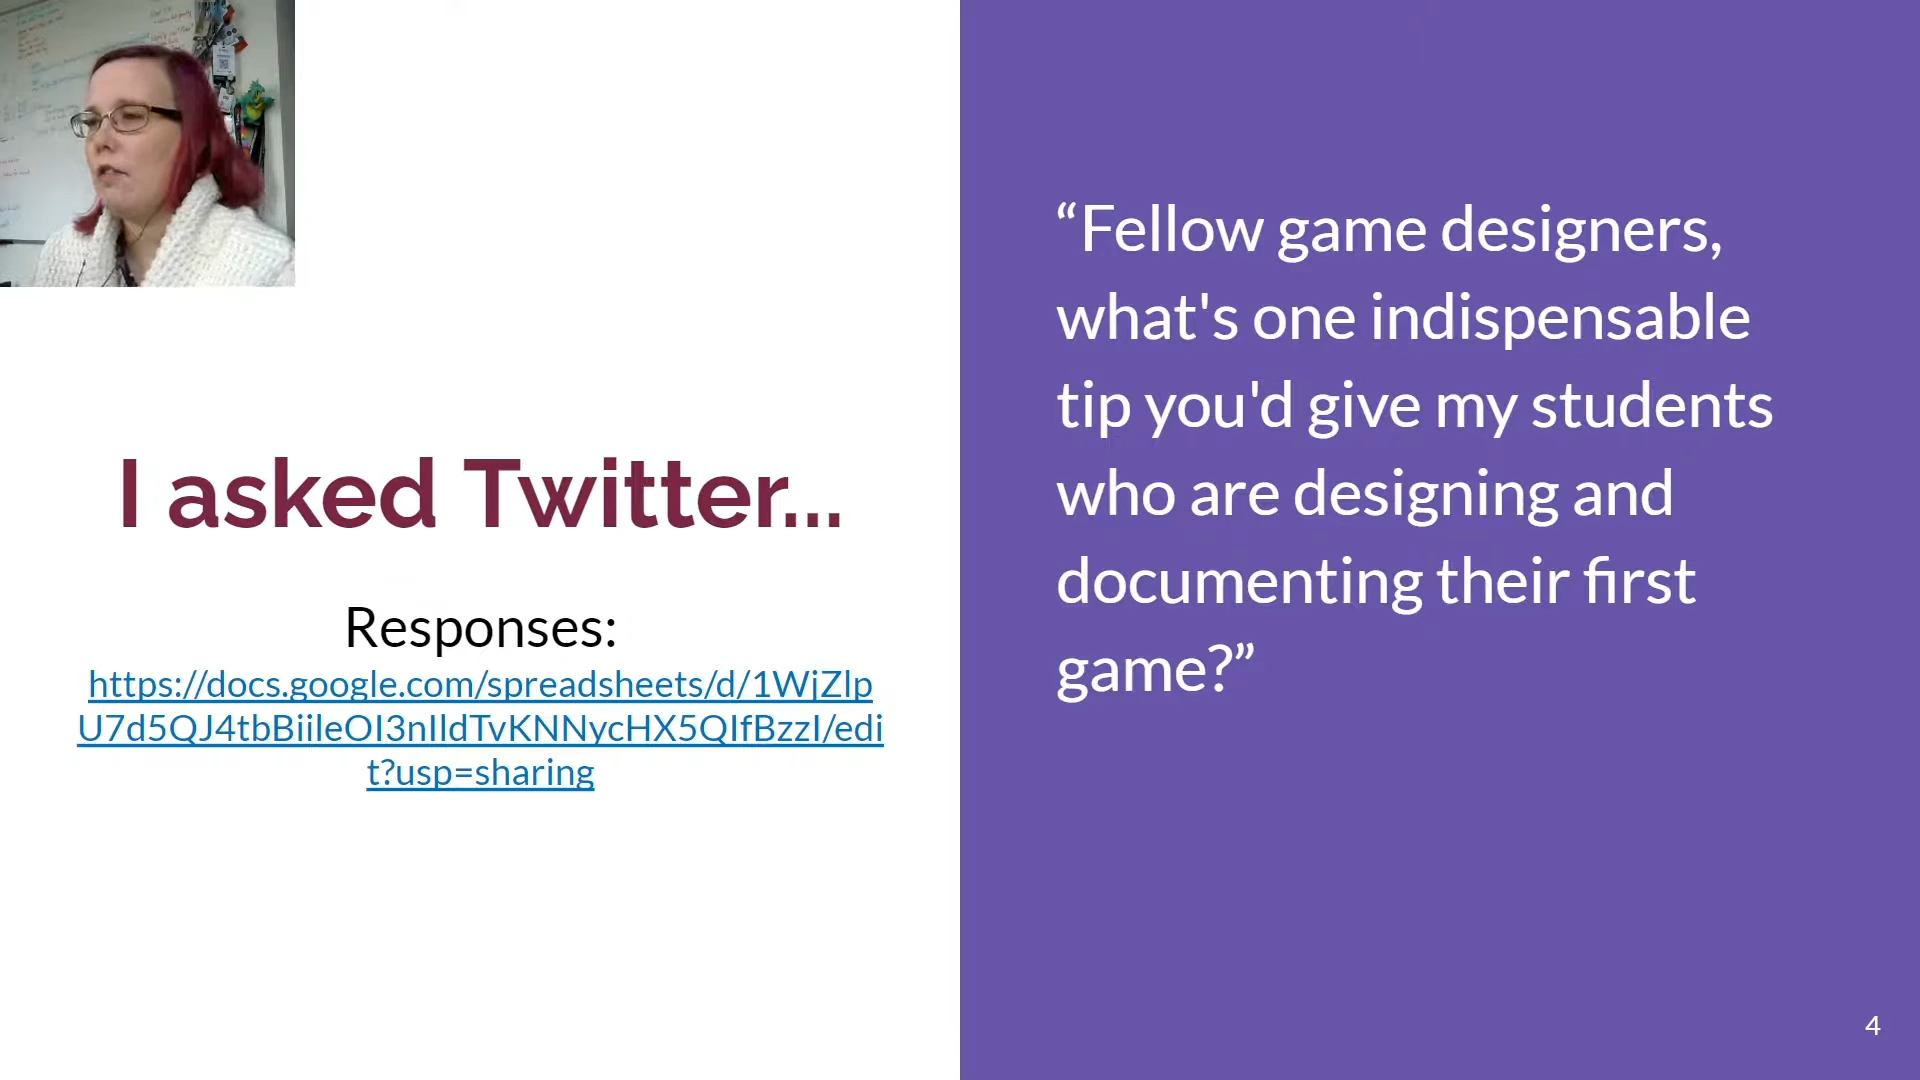 I asked Twitter...
Responses:
https://docs.google.com/spreadsheets/d/1WjZlp
U7d5QJ4tbBiileOI3nIldTvKNNycHX5QIfBzzI/edi
t?usp=sharing
“Fellow game designers,
what's one indispensable
tip you'd give my students
who are designing and
documenting their first
game?”
4